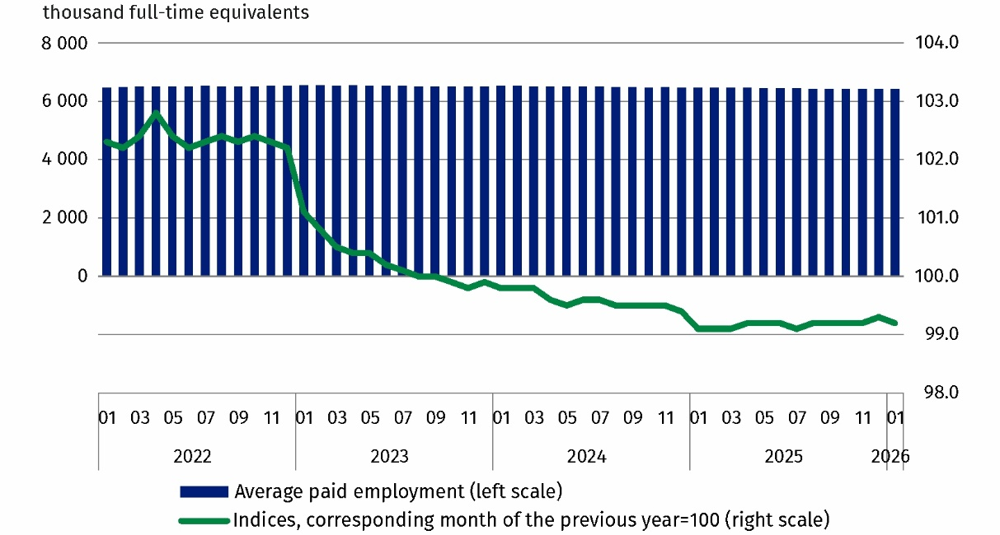 thousand full-time equivalents
8 000 104.0
6 000 103.0
4 000 102.0
2 000 101.0
0 100.0
99.0
98.0
01 03 05 07 09 11 01 03 05 07 09 11 01 03 05 07 09 11 01 03 05 07 09 11 01
2022 2023 2024 2025 2026
Average paid employment (left scale)
Indices, corresponding month of the previous year=100 (right scale)